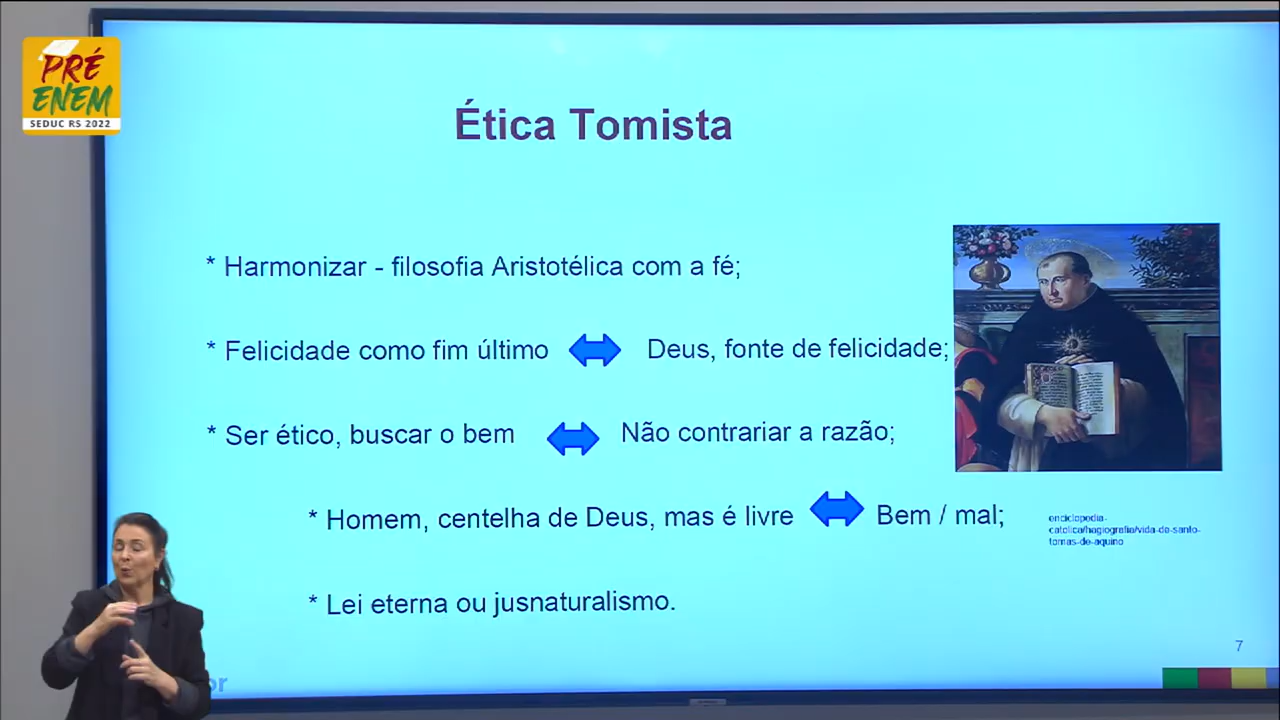 PRÉ
ENEM
SEDUC RS 2022
Ética Tomista
* Harmonizar - filosofia Aristotélica com a fé;
* Felicidade como fim último Deus, fonte de felicidade;
* Ser ético, buscar o bem Não contrariar a razão;
* Homem, centelha de Deus, mas é livre Bem / mal;
enciclopedia-
catolica/hagiografia/vida-de-santo-
tomas-de-aquino
* Lei eterna ou jusnaturalismo.
7
or